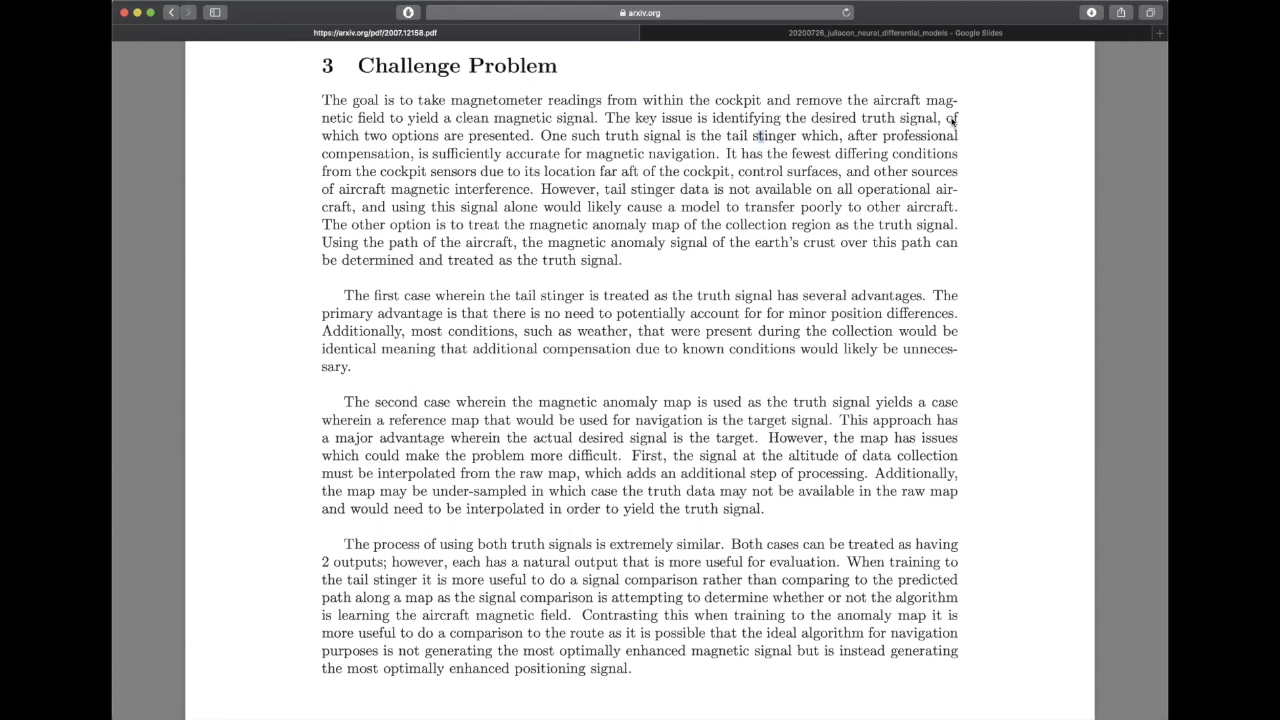 arxiv.org
https://arxiv.org/pdf/2007.12158.pdf
20200726_juliacon_neural_differential_models - Google Slides
3 Challenge Problem
The goal is to take magnetometer readings from within the cockpit and remove the aircraft mag-
netic field to yield a clean magnetic signal. The key issue is identifying the desired truth signal, of
which two options are presented. One such truth signal is the tail stinger which, after professional
compensation, is sufficiently accurate for magnetic navigation. It has the fewest differing conditions
from the cockpit sensors due to its location far aft of the cockpit, control surfaces, and other sources
of aircraft magnetic interference. However, tail stinger data is not available on all operational air-
craft, and using this signal alone would likely cause a model to transfer poorly to other aircraft.
The other option is to treat the magnetic anomaly map of the collection region as the truth signal.
Using the path of the aircraft, the magnetic anomaly signal of the earth's crust over this path can
be determined and treated as the truth signal.
The first case wherein the tail stinger is treated as the truth signal has several advantages. The
primary advantage is that there is no need to potentially account for for minor position differences.
Additionally, most conditions, such as weather, that were present during the collection would be
identical meaning that additional compensation due to known conditions would likely be unneces-
sary.
The second case wherein the magnetic anomaly map is used as the truth signal yields a case
wherein a reference map that would be used for navigation is the target signal. This approach has
a major advantage wherein the actual desired signal is the target. However, the map has issues
which could make the problem more difficult. First, the signal at the altitude of data collection
must be interpolated from the raw map, which adds an additional step of processing. Additionally,
the map may be under-sampled in which case the truth data may not be available in the raw map
and would need to be interpolated in order to yield the truth signal.
The process of using both truth signals is extremely similar. Both cases can be treated as having
2 outputs; however, each has a natural output that is more useful for evaluation. When training to
the tail stinger it is more useful to do a signal comparison rather than comparing to the predicted
path along a map as the signal comparison is attempting to determine whether or not the algorithm
is learning the aircraft magnetic field. Contrasting this when training to the anomaly map it is
more useful to do a comparison to the route as it is possible that the ideal algorithm for navigation
purposes is not generating the most optimally enhanced magnetic signal but is instead generating
the most optimally enhanced positioning signal.